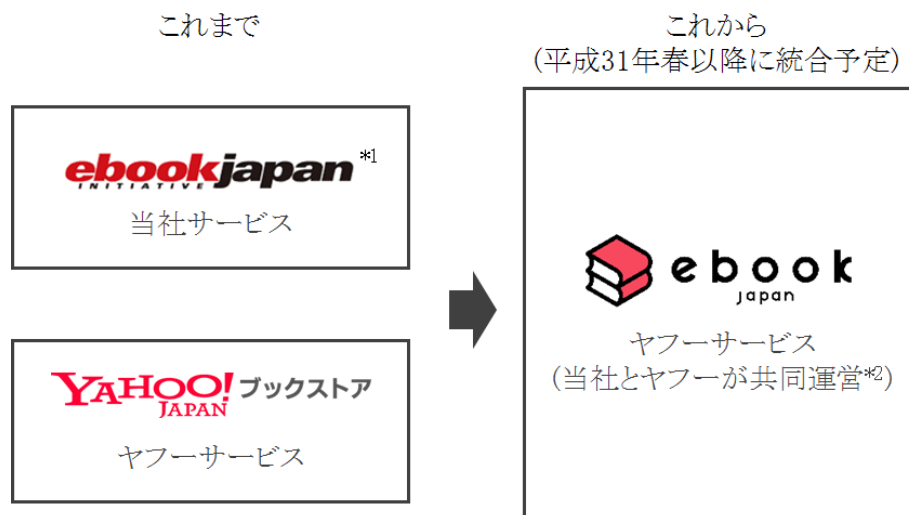 これまで
ebookjapan *1
INITIATIVE
当社サービス
YAHOO! ブックストア
JAPAN
ヤフーサービス
これから
(平成31年春以降に統合予定)
ebook
japan
ヤフーサービス
(当社とヤフーが共同運営*2)